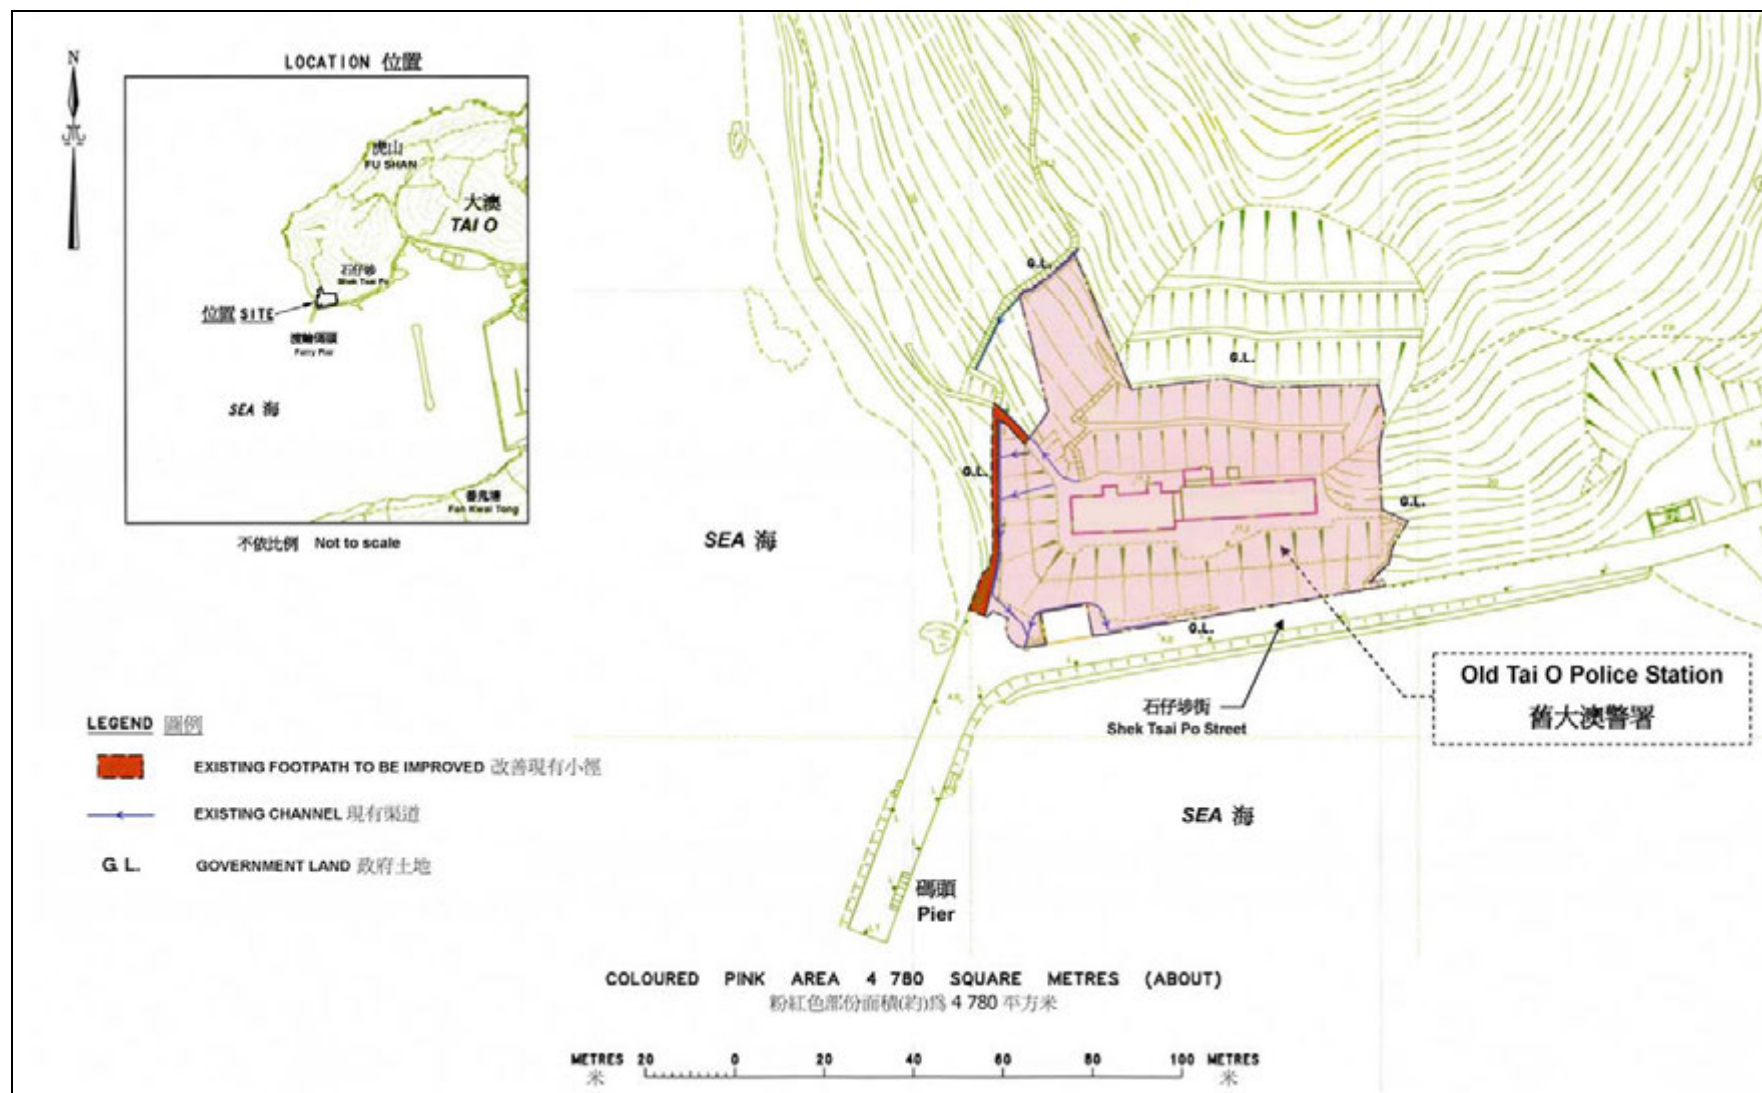 N
北
LOCATION 位置
虎山
FU SHAN
大澳
TAI O
石仔埗
Shek Tsai Po
位置 SITE
渡輪碼頭
Ferry Pier
SEA 海
番鬼塘
Fan Kwai Tong
不依比例 Not to scale
G.L.
G.L.
G.L.
G.L.
G.L.
SEA 海
Old Tai O Police Station
舊大澳警署
石仔埗街
Shek Tsai Po Street
SEA 海
碼頭
Pier
LEGEND 圖例
EXISTING FOOTPATH TO BE IMPROVED 改善現有小徑
EXISTING CHANNEL 現有渠道
G. L. GOVERNMENT LAND 政府土地
COLOURED PINK AREA 4 780 SQUARE METRES (ABOUT)
粉紅色部份面積(約)爲 4 780 平方米
METRES 20 0 20 40 60 80 100 METRES
米 米